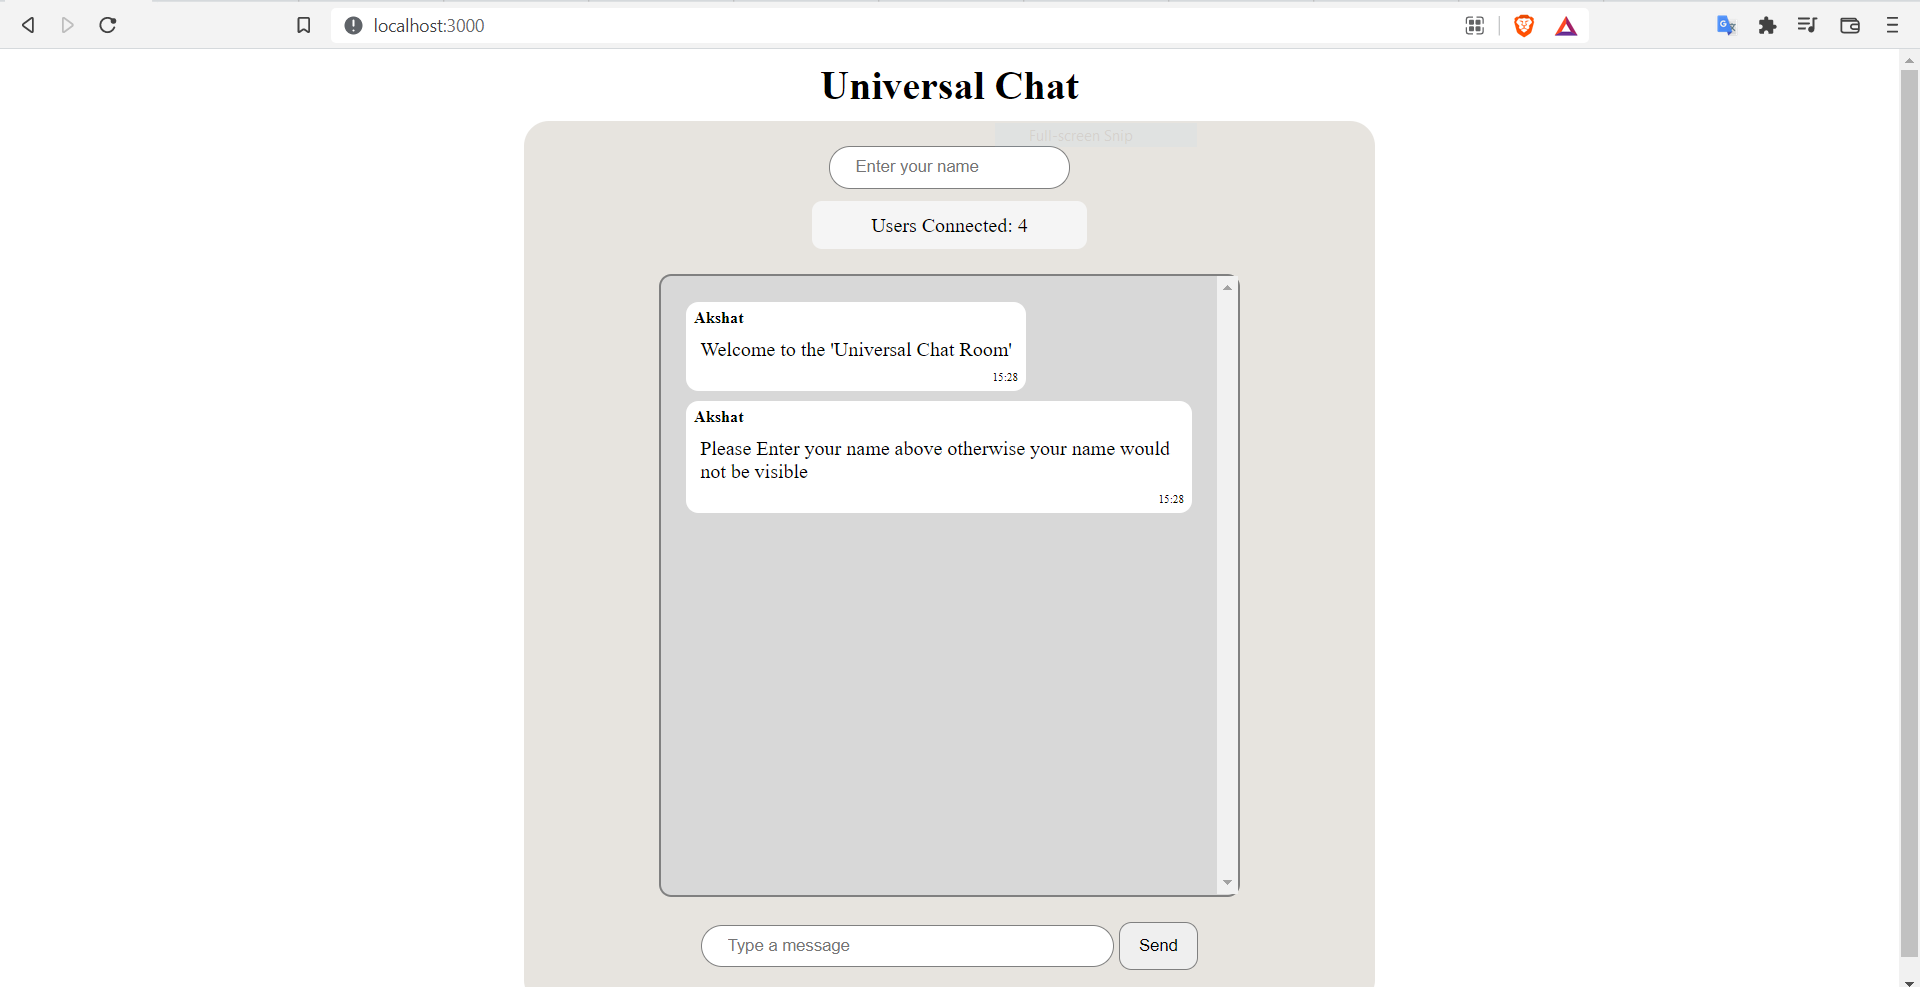 localhost:3000
Universal Chat
Full-screen Snip
Enter your name
Users Connected: 4
Akshat
Welcome to the 'Universal Chat Room'
15:28
Akshat
Please Enter your name above otherwise your name would
not be visible
15:28
Type a message
Send